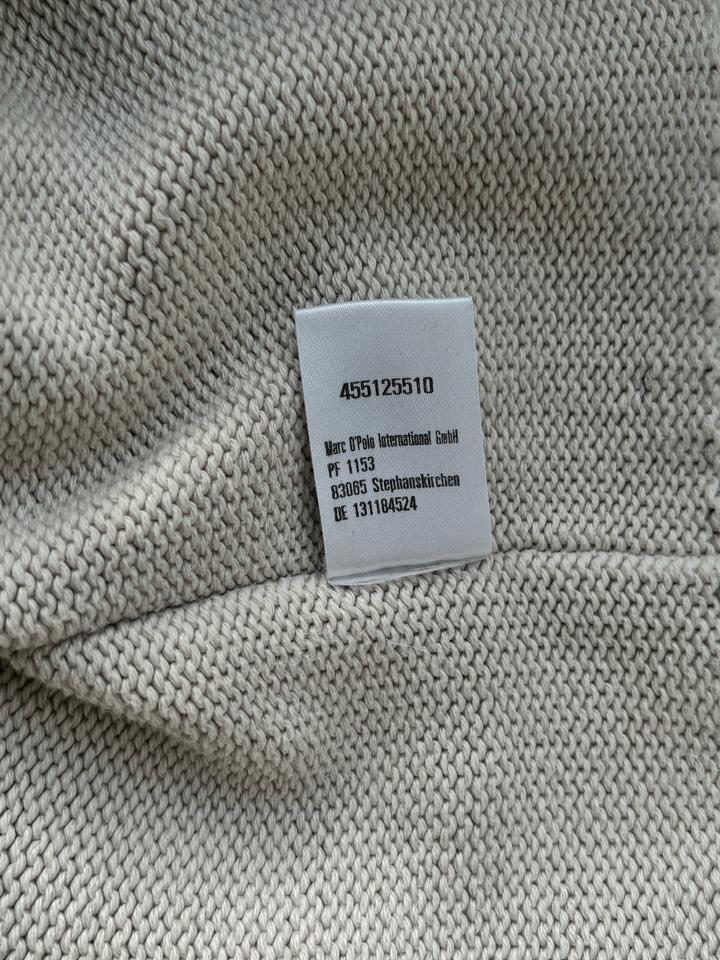 455125510
Marc O'Polo International GmbH
PF 1153
83065 Stephanskirchen
DE 131184524